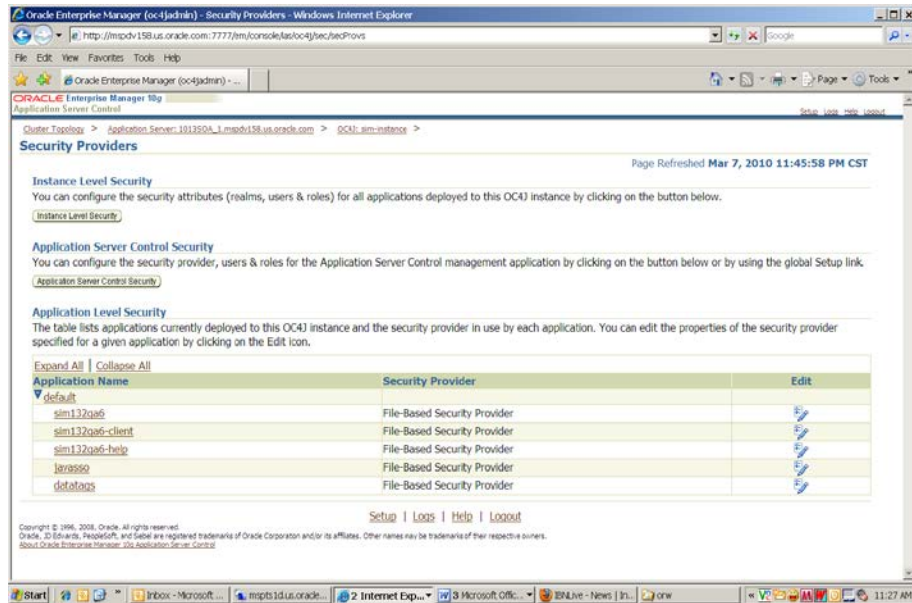 Oracle Enterprise Manager (oc4jadmin) - Security Providers - Windows Internet Explorer
http://mspdv158.us.oracle.com:7777/em/console/ias/oc4j/sec/secProvs
Google
File Edit View Favorites Tools Help
Oracle Enterprise Manager (oc4jadmin) - ...
Page Tools
ORACLE Enterprise Manager 10g
Application Server Control
Setup Logs Help Logout
Cluster Topology > Application Server: 1013SOA_1.mspdv158.us.oracle.com > OC4J: sim-instance >
Security Providers
Page Refreshed Mar 7, 2010 11:45:58 PM CST
Instance Level Security
You can configure the security attributes (realms, users & roles) for all applications deployed to this OC4J instance by clicking on the button below.
Instance Level Security
Application Server Control Security
You can configure the security provider, users & roles for the Application Server Control management application by clicking on the button below or by using the global Setup link.
Application Server Control Security
Application Level Security
The table lists applications currently deployed to this OC4J instance and the security provider in use by each application. You can edit the properties of the security provider
specified for a given application by clicking on the Edit icon.
Expand All | Collapse All
Application Name Security Provider Edit
default
sim132qa6 File-Based Security Provider
sim132qa6-client File-Based Security Provider
sim132qa6-help File-Based Security Provider
javasso File-Based Security Provider
datatags File-Based Security Provider
Setup | Logs | Help | Logout
Copyright © 1996, 2008, Oracle. All rights reserved.
Oracle, JD Edwards, PeopleSoft, and Siebel are registered trademarks of Oracle Corporation and/or its affiliates. Other names may be trademarks of their respective owners.
About Oracle Enterprise Manager 10g Application Server Control
Start Inbox - Microsoft ... mspts1d.us.oracle... 2 Internet Exp... 3 Microsoft Offic... IBNLive - News | In... orw 11:27 AM